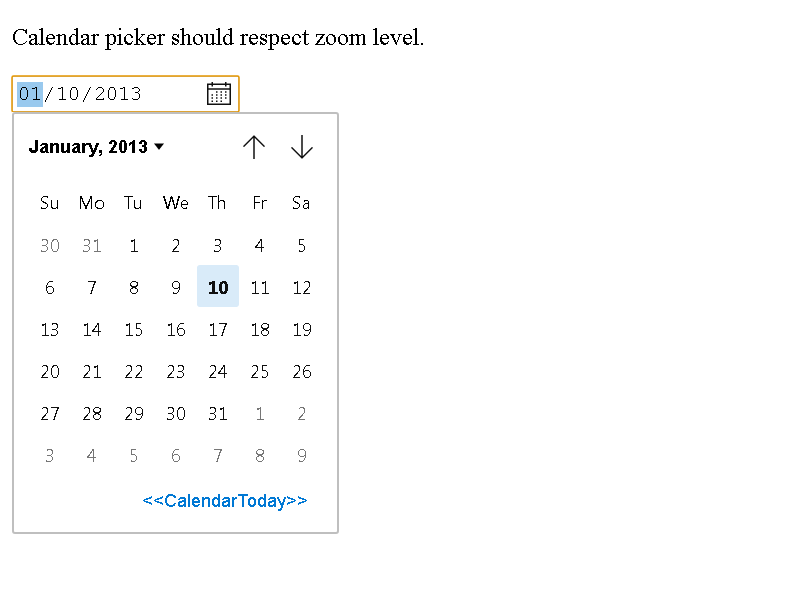 Calendar picker should respect zoom level.
01/10/2013
January, 2013
Su Mo Tu We Th Fr Sa
30 31 1 2 3 4 5
6 7 8 9 10 11 12
13 14 15 16 17 18 19
20 21 22 23 24 25 26
27 28 29 30 31 1 2
3 4 5 6 7 8 9
<<CalendarToday>>